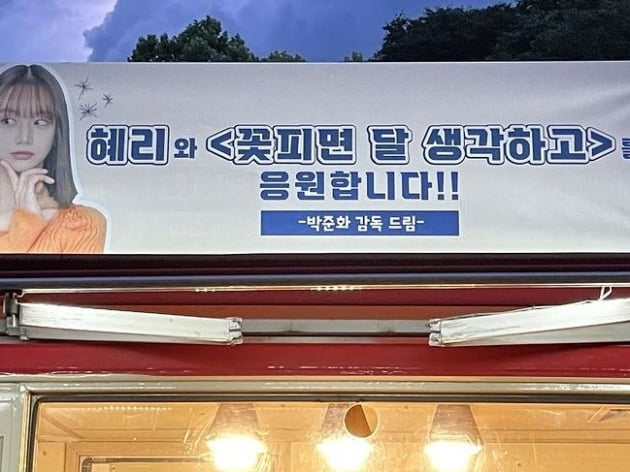 혜리와 <꽃피면 달 생각하고>를
응원합니다!!
-박준화 감독 드림-